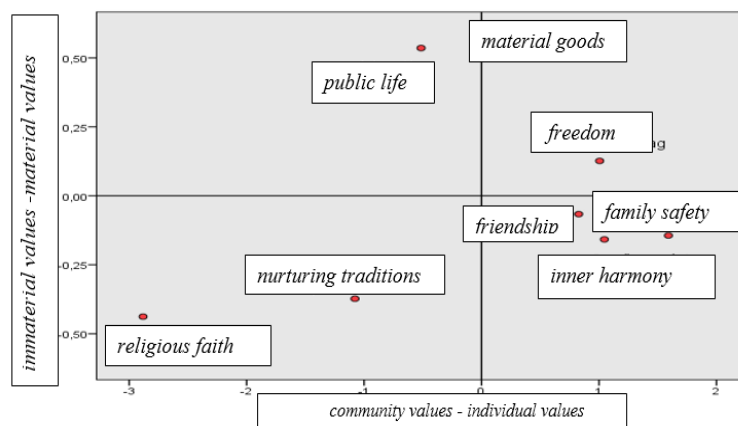 immaterial values -material values
0,50
0,25
0,00
-0,25
-0,50
material goods
public life
freedom
family safety
friendship
nurturing traditions
inner harmony
religious faith
-3
-2
-1
0
1
2
community values - individual values